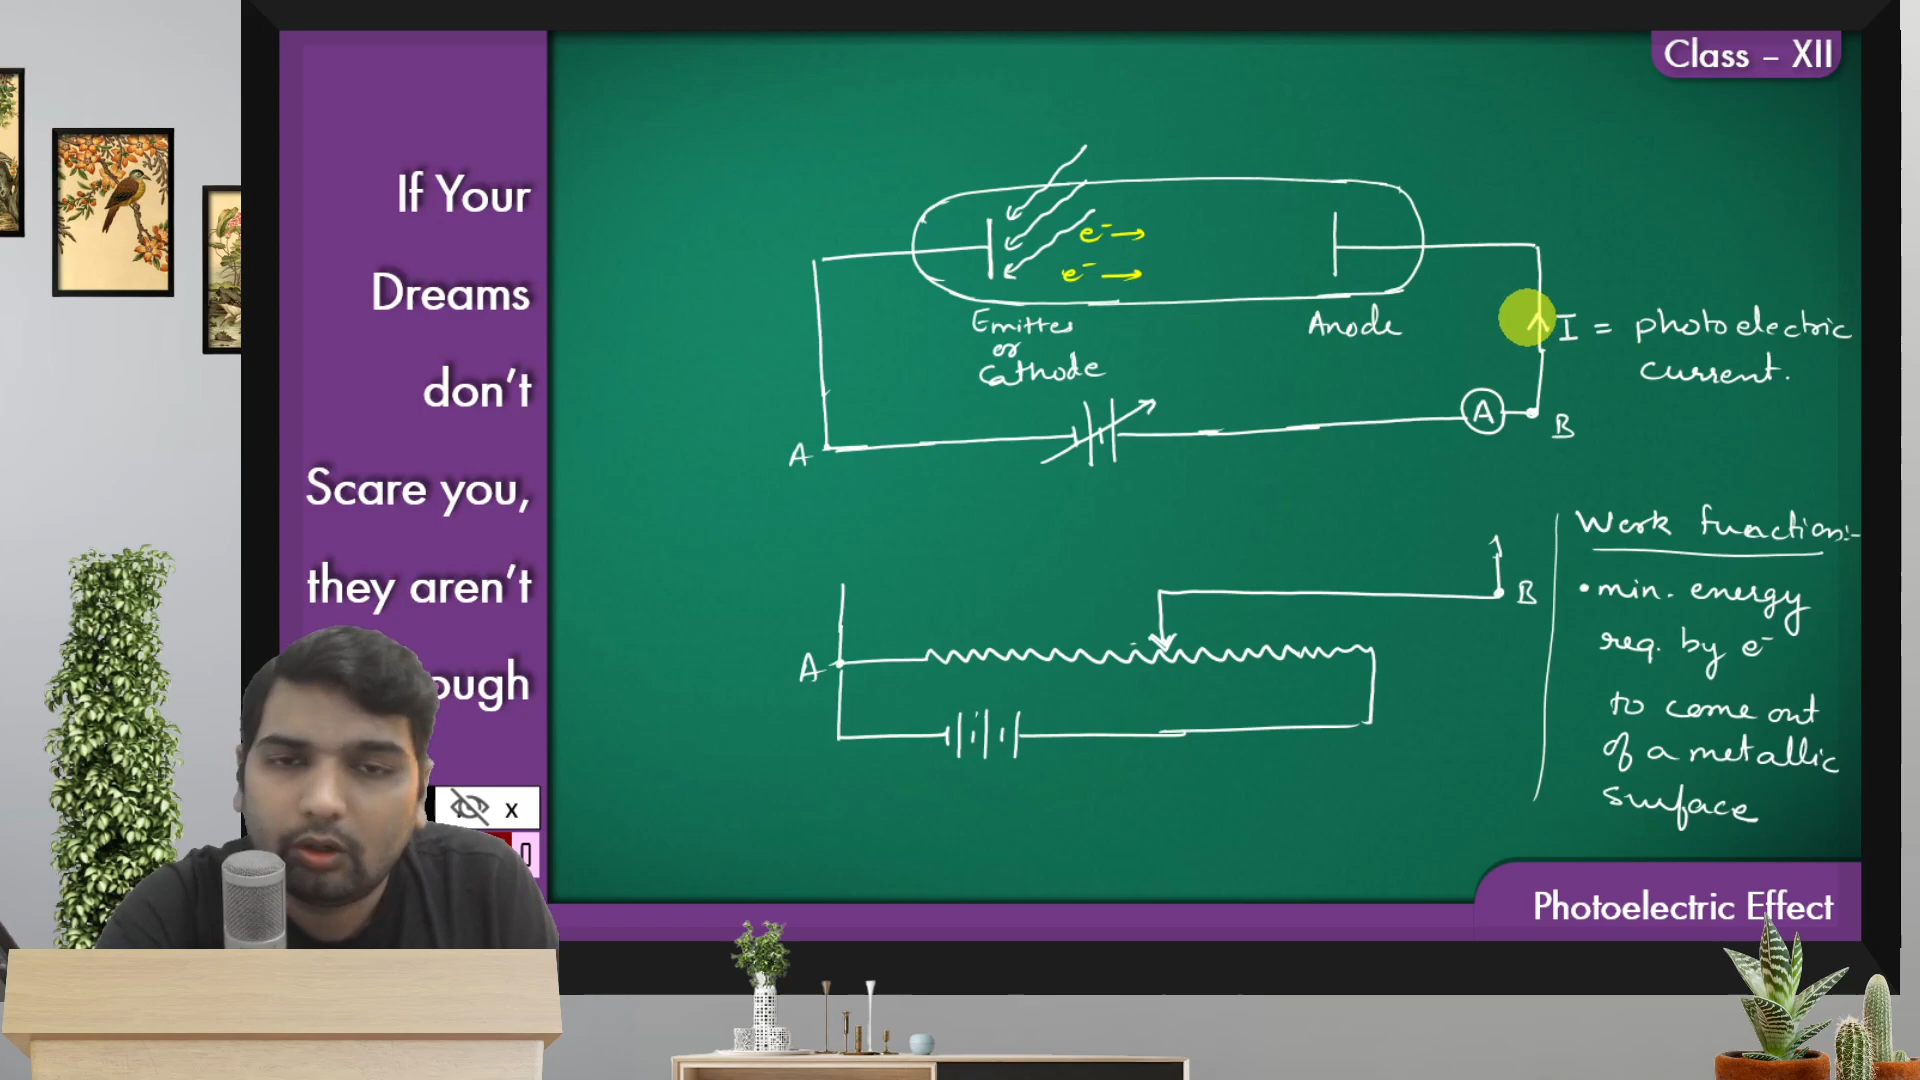 Class – XII
If Your
Dreams
don't
Scare you,
they aren't
ough
e⁻→
e⁻→
Emitter
or
Cathode
Anode
I = photoelectric
current.
A
A
B
Work function:-
• min. energy
req. by e⁻
to come out
of a metallic
surface
B
A
x
0
Photoelectric Effect